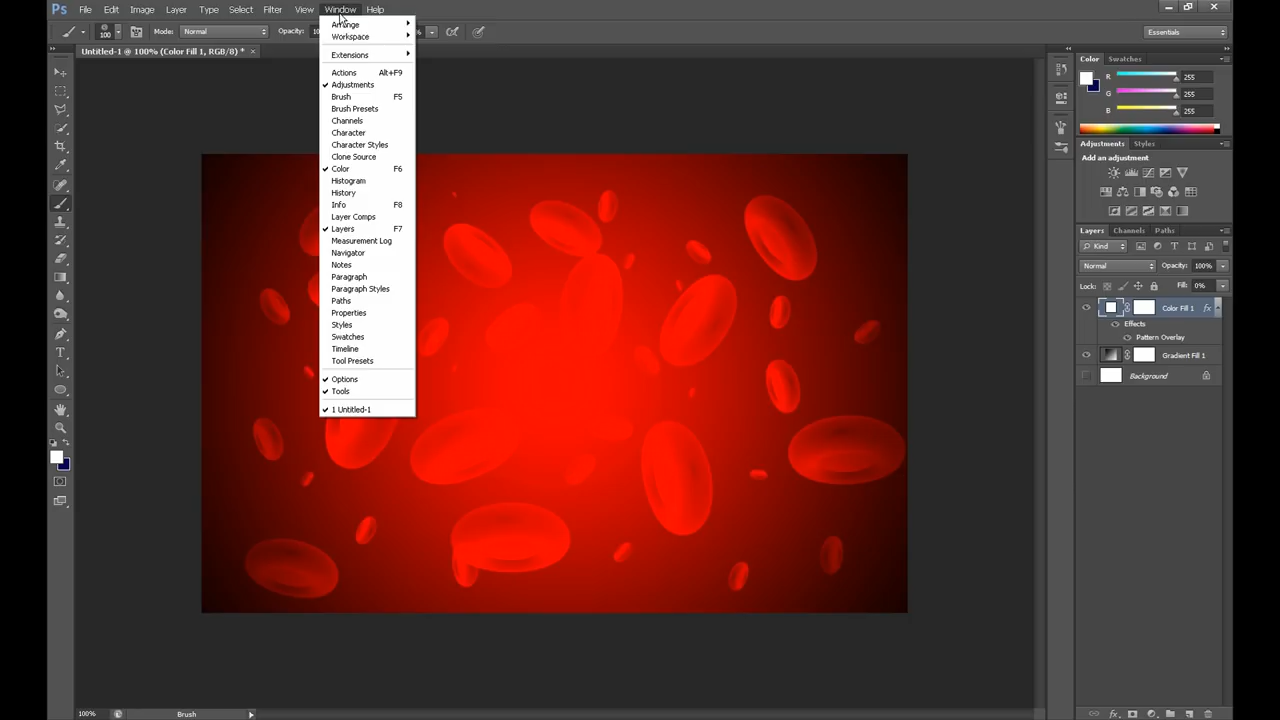 Ps File Edit Image Layer Type Select Filter View Window Help
100 Mode: Normal Opacity: % Essentials
Untitled-1 @ 100% (Color Fill 1, RGB/8) * ×
Arrange
Workspace
Extensions
Actions Alt+F9
Adjustments
Brush F5
Brush Presets
Channels
Character
Character Styles
Clone Source
Color F6
Histogram
History
Info F8
Layer Comps
Layers F7
Measurement Log
Navigator
Notes
Paragraph
Paragraph Styles
Paths
Properties
Styles
Swatches
Timeline
Tool Presets
Options
Tools
1 Untitled-1
Color Swatches
R 255
G 255
B 255
Adjustments Styles
Add an adjustment
Layers Channels Paths
Kind
Normal Opacity: 100%
Lock: Fill: 0%
Color Fill 1 fx
Effects
Pattern Overlay
Gradient Fill 1
Background
100% Brush
fx